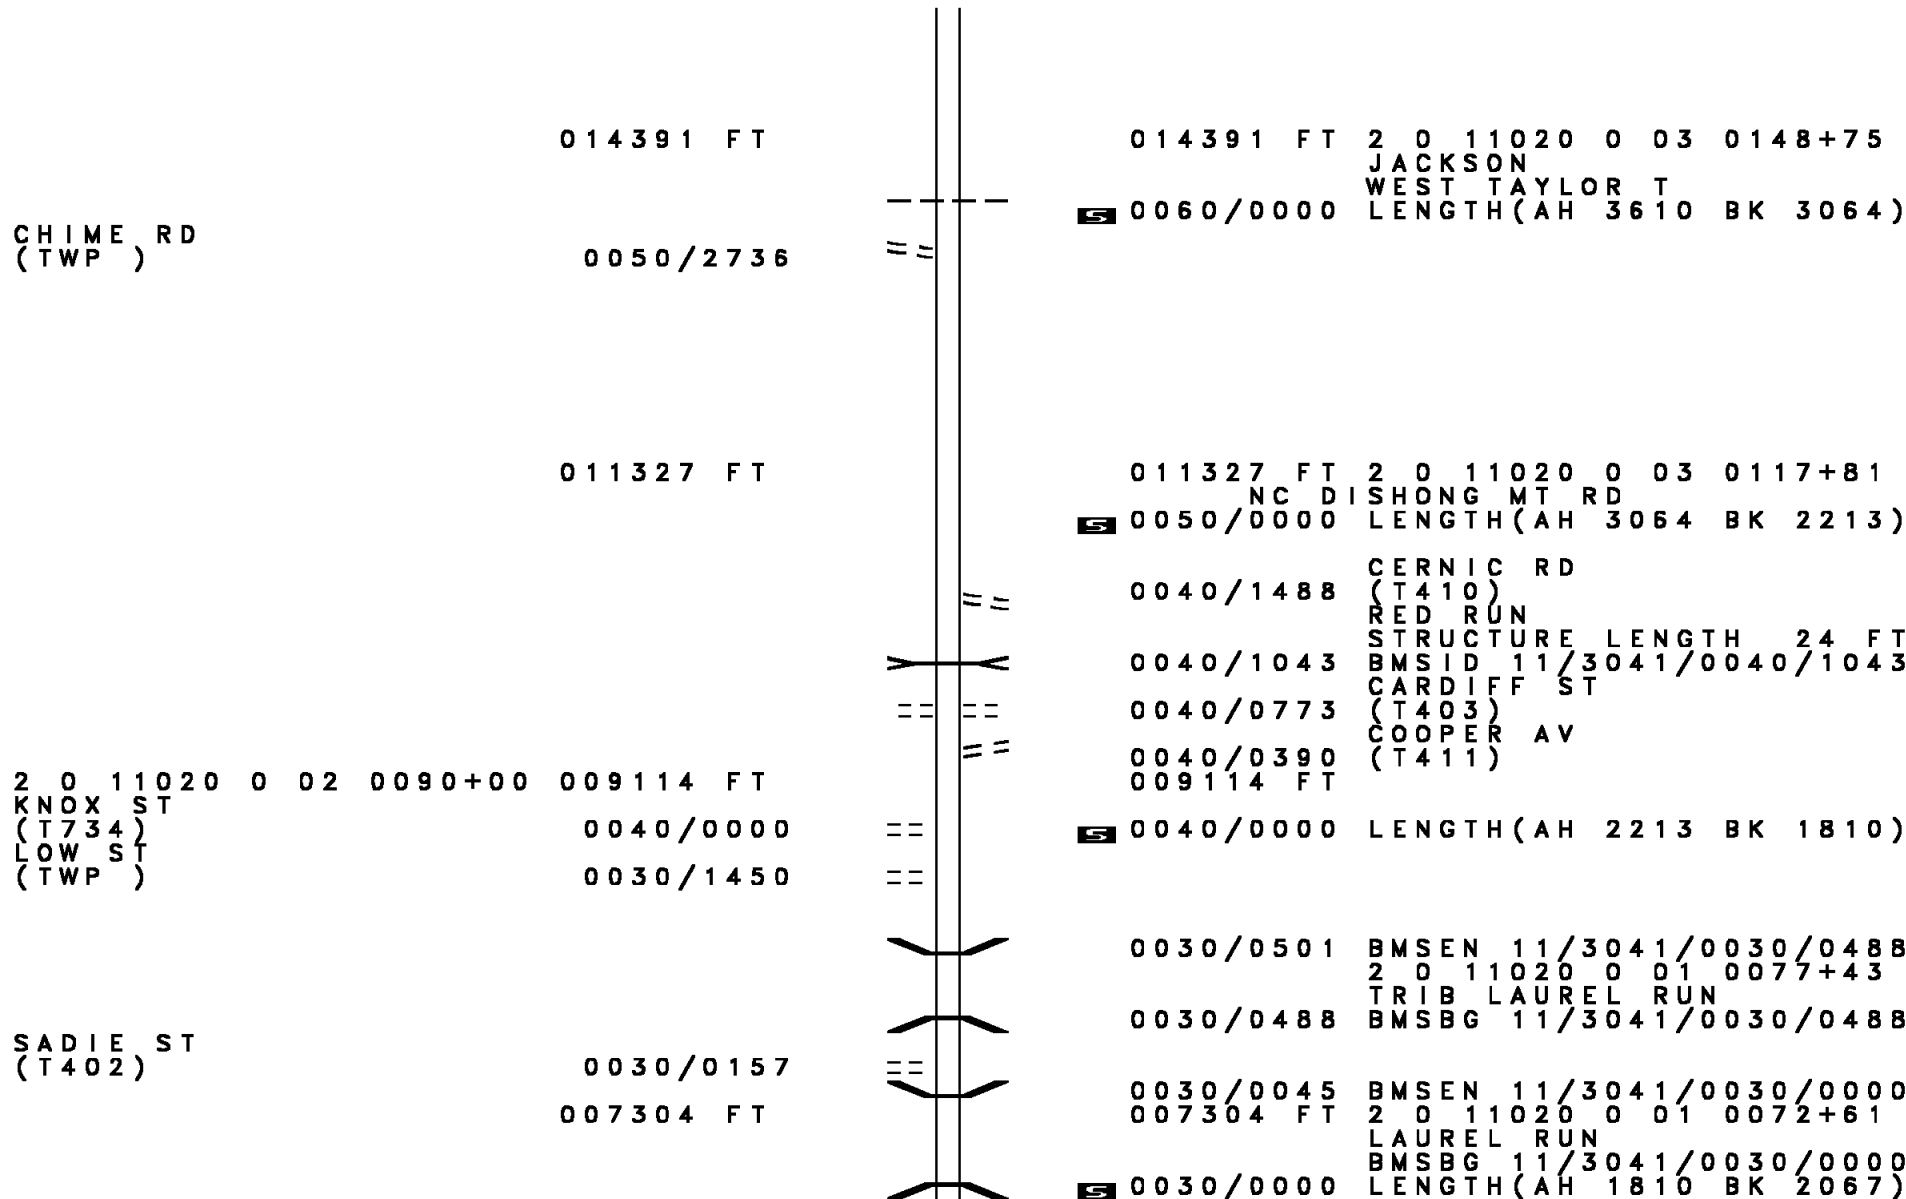 014391 FT 014391 FT 2 0 11020 0 03 0148+75
JACKSON
WEST TAYLOR T
S 0060/0000 LENGTH(AH 3610 BK 3064)
CHIME RD
(TWP ) 0050/2736
011327 FT 011327 FT 2 0 11020 0 03 0117+81
NC DISHONG MT RD
S 0050/0000 LENGTH(AH 3064 BK 2213)
CERNIC RD
0040/1488 (T410)
RED RUN
STRUCTURE LENGTH 24 FT
0040/1043 BMSID 11/3041/0040/1043
CARDIFF ST
0040/0773 (T403)
COOPER AV
0040/0390 (T411)
2 0 11020 0 02 0090+00 009114 FT 009114 FT
KNOX ST
(T734) 0040/0000 S 0040/0000 LENGTH(AH 2213 BK 1810)
LOW ST
(TWP ) 0030/1450
0030/0501 BMSEN 11/3041/0030/0488
2 0 11020 0 01 0077+43
TRIB LAUREL RUN
0030/0488 BMSBG 11/3041/0030/0488
SADIE ST
(T402) 0030/0157
0030/0045 BMSEN 11/3041/0030/0000
007304 FT 007304 FT 2 0 11020 0 01 0072+61
LAUREL RUN
BMSBG 11/3041/0030/0000
S 0030/0000 LENGTH(AH 1810 BK 2067)